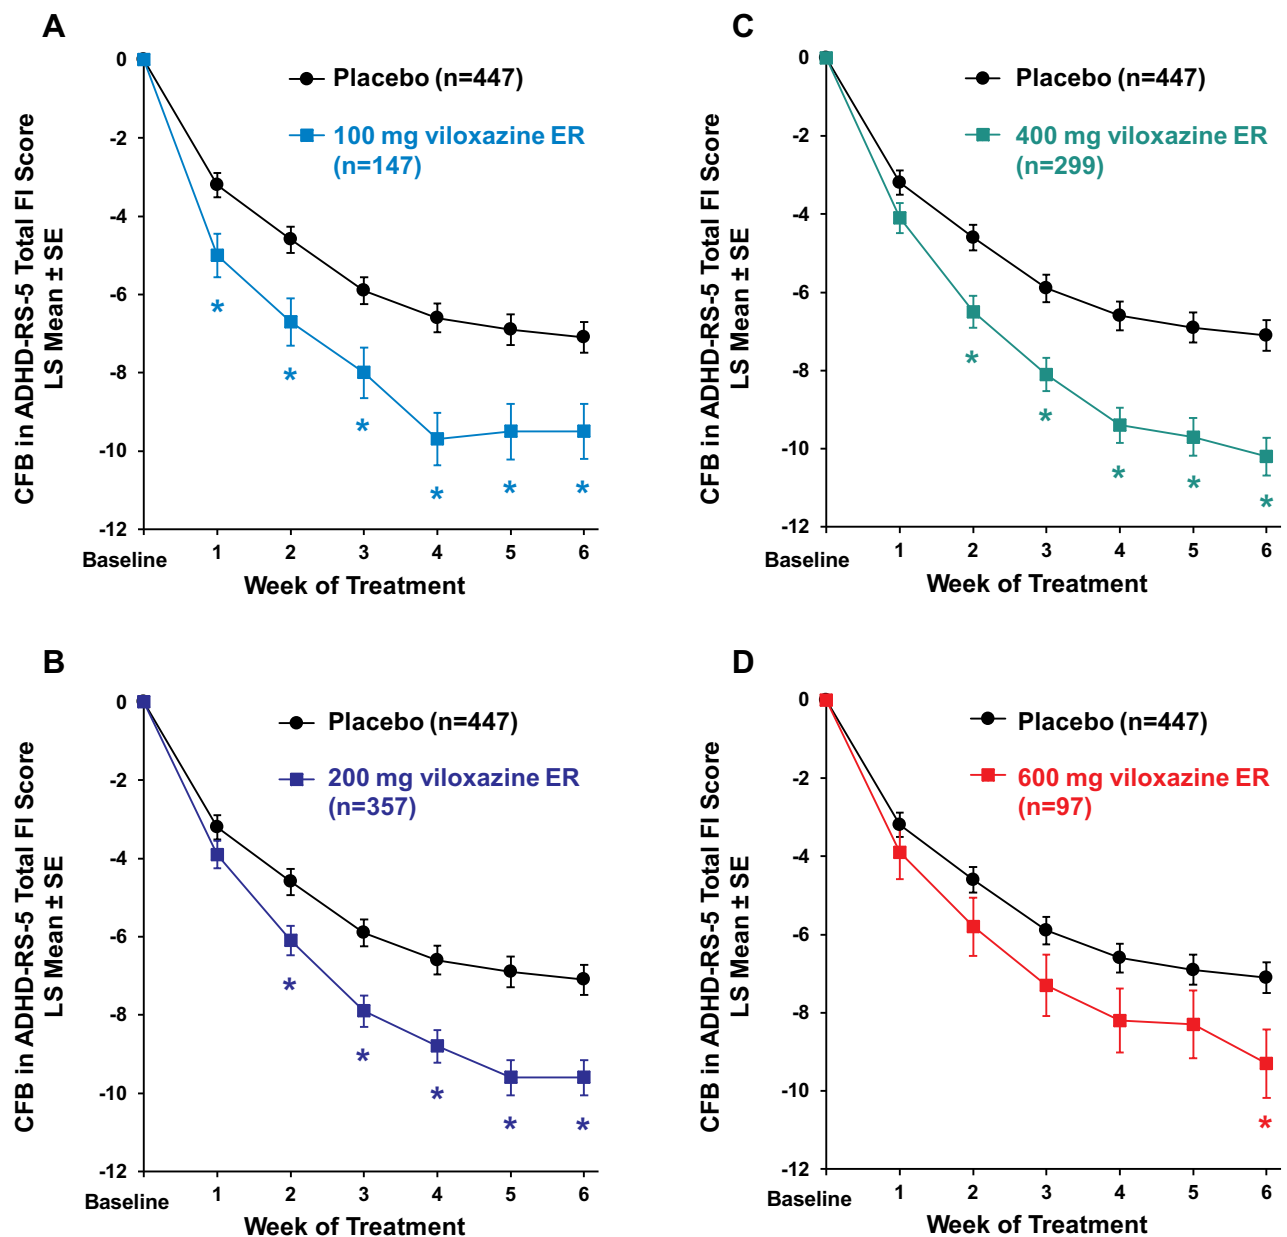 A
CFB in ADHD-RS-5 Total FI Score
LS Mean ± SE
0
-2
-4
-6
-8
-10
-12
Placebo (n=447)
100 mg viloxazine ER
(n=147)
*
*
*
*
*
*
Baseline
1
2
3
4
5
6
Week of Treatment
C
CFB in ADHD-RS-5 Total FI Score
LS Mean ± SE
0
-2
-4
-6
-8
-10
-12
Placebo (n=447)
400 mg viloxazine ER
(n=299)
*
*
*
*
*
Baseline
1
2
3
4
5
6
Week of Treatment
B
CFB in ADHD-RS-5 Total FI Score
LS Mean ± SE
0
-2
-4
-6
-8
-10
-12
Placebo (n=447)
200 mg viloxazine ER
(n=357)
*
*
*
*
*
Baseline
1
2
3
4
5
6
Week of Treatment
D
CFB in ADHD-RS-5 Total FI Score
LS Mean ± SE
0
-2
-4
-6
-8
-10
-12
Placebo (n=447)
600 mg viloxazine ER
(n=97)
*
Baseline
1
2
3
4
5
6
Week of Treatment